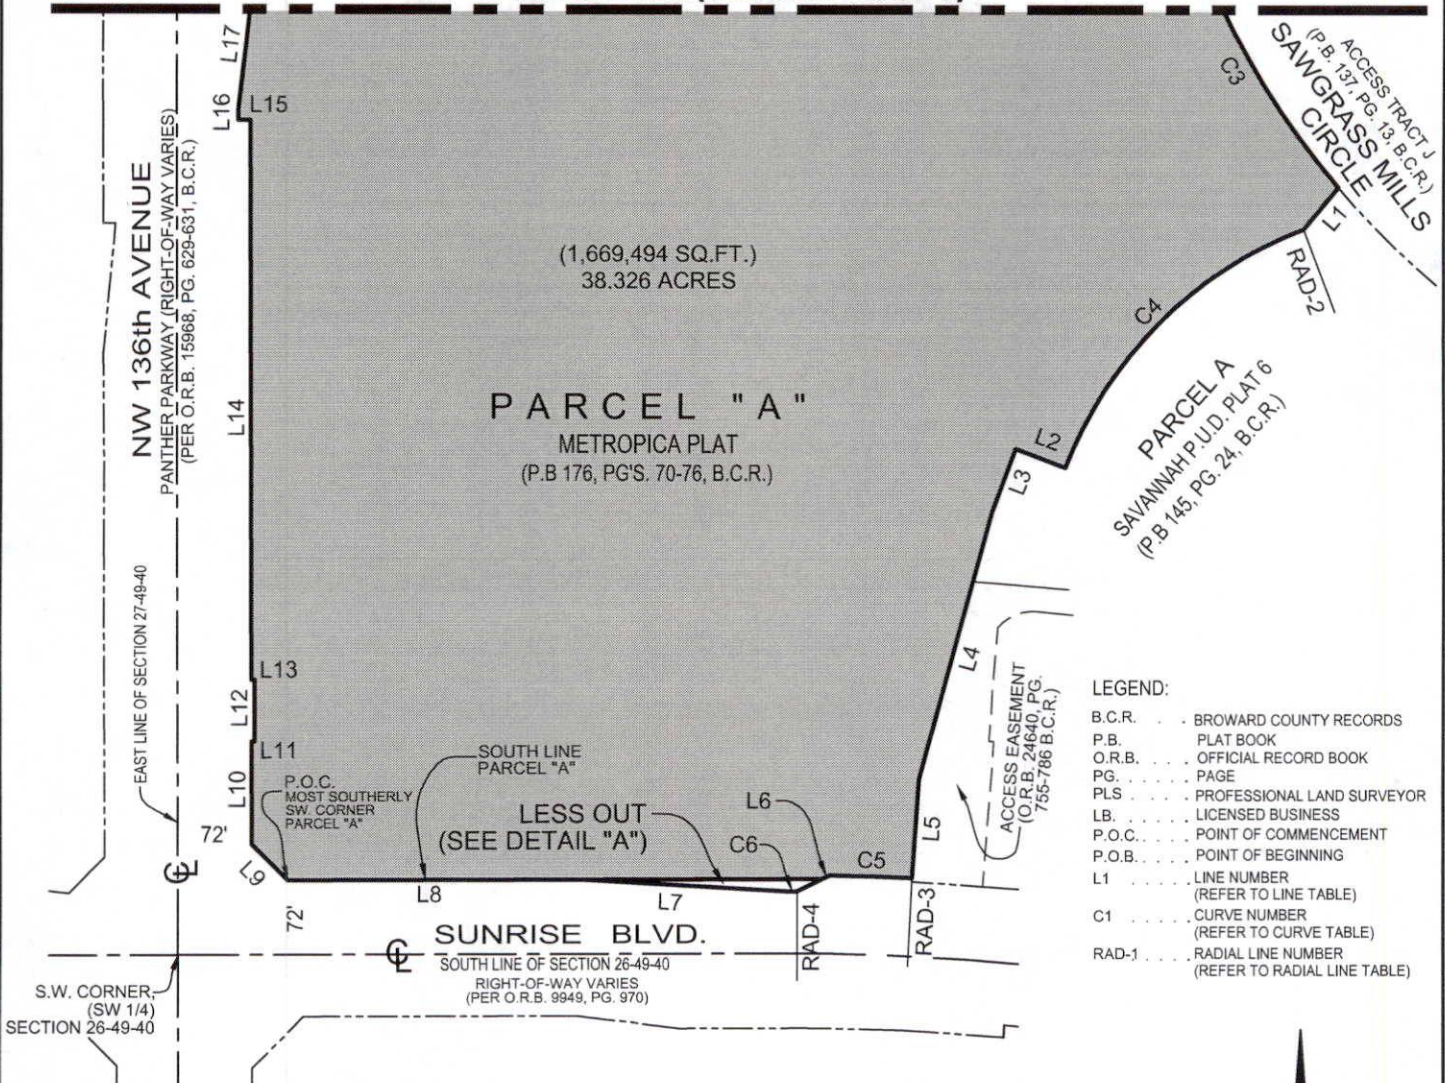 L17
L16
L15
C3
ACCESS TRACT J
(P.B. 137, PG. 13, B.C.R.)
SAWGRASS MILLS
CIRCLE
L1
RAD-2
NW 136th AVENUE
PANTHER PARKWAY (RIGHT-OF-WAY VARIES)
(PER O.R.B. 15968, PG. 629-631, B.C.R.)
(1,669,494 SQ.FT.)
38.326 ACRES
C4
L14
PARCEL "A"
METROPICA PLAT
(P.B 176, PG'S. 70-76, B.C.R.)
L2
L3
PARCEL A
SAVANNAH P.U.D. PLAT 6
(P.B 145, PG. 24, B.C.R.)
EAST LINE OF SECTION 27-49-40
L13
L12
L11
L10
L4
ACCESS EASEMENT
(O.R.B. 24640, PG.
755-786 B.C.R.)
P.O.C.
MOST SOUTHERLY
SW. CORNER
PARCEL "A"
SOUTH LINE
PARCEL "A"
LESS OUT
(SEE DETAIL "A")
L6
C6
C5
L5
72'
L9
72'
L8
L7
RAD-4
RAD-3
SUNRISE BLVD.
SOUTH LINE OF SECTION 26-49-40
RIGHT-OF-WAY VARIES
(PER O.R.B. 9949, PG. 970)
S.W. CORNER,
(SW 1/4)
SECTION 26-49-40
LEGEND:
B.C.R. . . BROWARD COUNTY RECORDS
P.B. PLAT BOOK
O.R.B. . . . . OFFICIAL RECORD BOOK
PG. . . . . . PAGE
PLS . . . . . PROFESSIONAL LAND SURVEYOR
LB. . . . . . LICENSED BUSINESS
P.O.C. . . . . POINT OF COMMENCEMENT
P.O.B. . . . . POINT OF BEGINNING
L1 . . . . . LINE NUMBER
(REFER TO LINE TABLE)
C1 . . . . . CURVE NUMBER
(REFER TO CURVE TABLE)
RAD-1 . . . . RADIAL LINE NUMBER
(REFER TO RADIAL LINE TABLE)